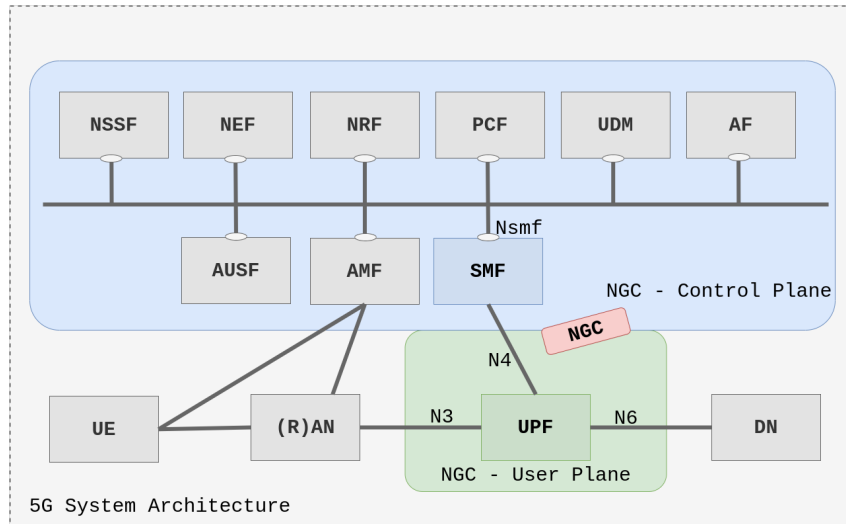 NSSF
NEF
NRF
PCF
UDM
AF
Nsmf
AUSF
AMF
SMF
NGC - Control Plane
NGC
N4
UE
(R)AN
N3
UPF
N6
DN
NGC - User Plane
5G System Architecture